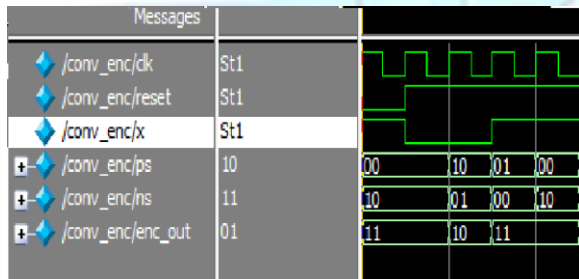 Messages
/conv_enc/clk St1
/conv_enc/reset St1
/conv_enc/x St1
/conv_enc/ps 10 00 10 01 00
/conv_enc/ns 11 10 01 00 10
/conv_enc/enc_out 01 11 10 11